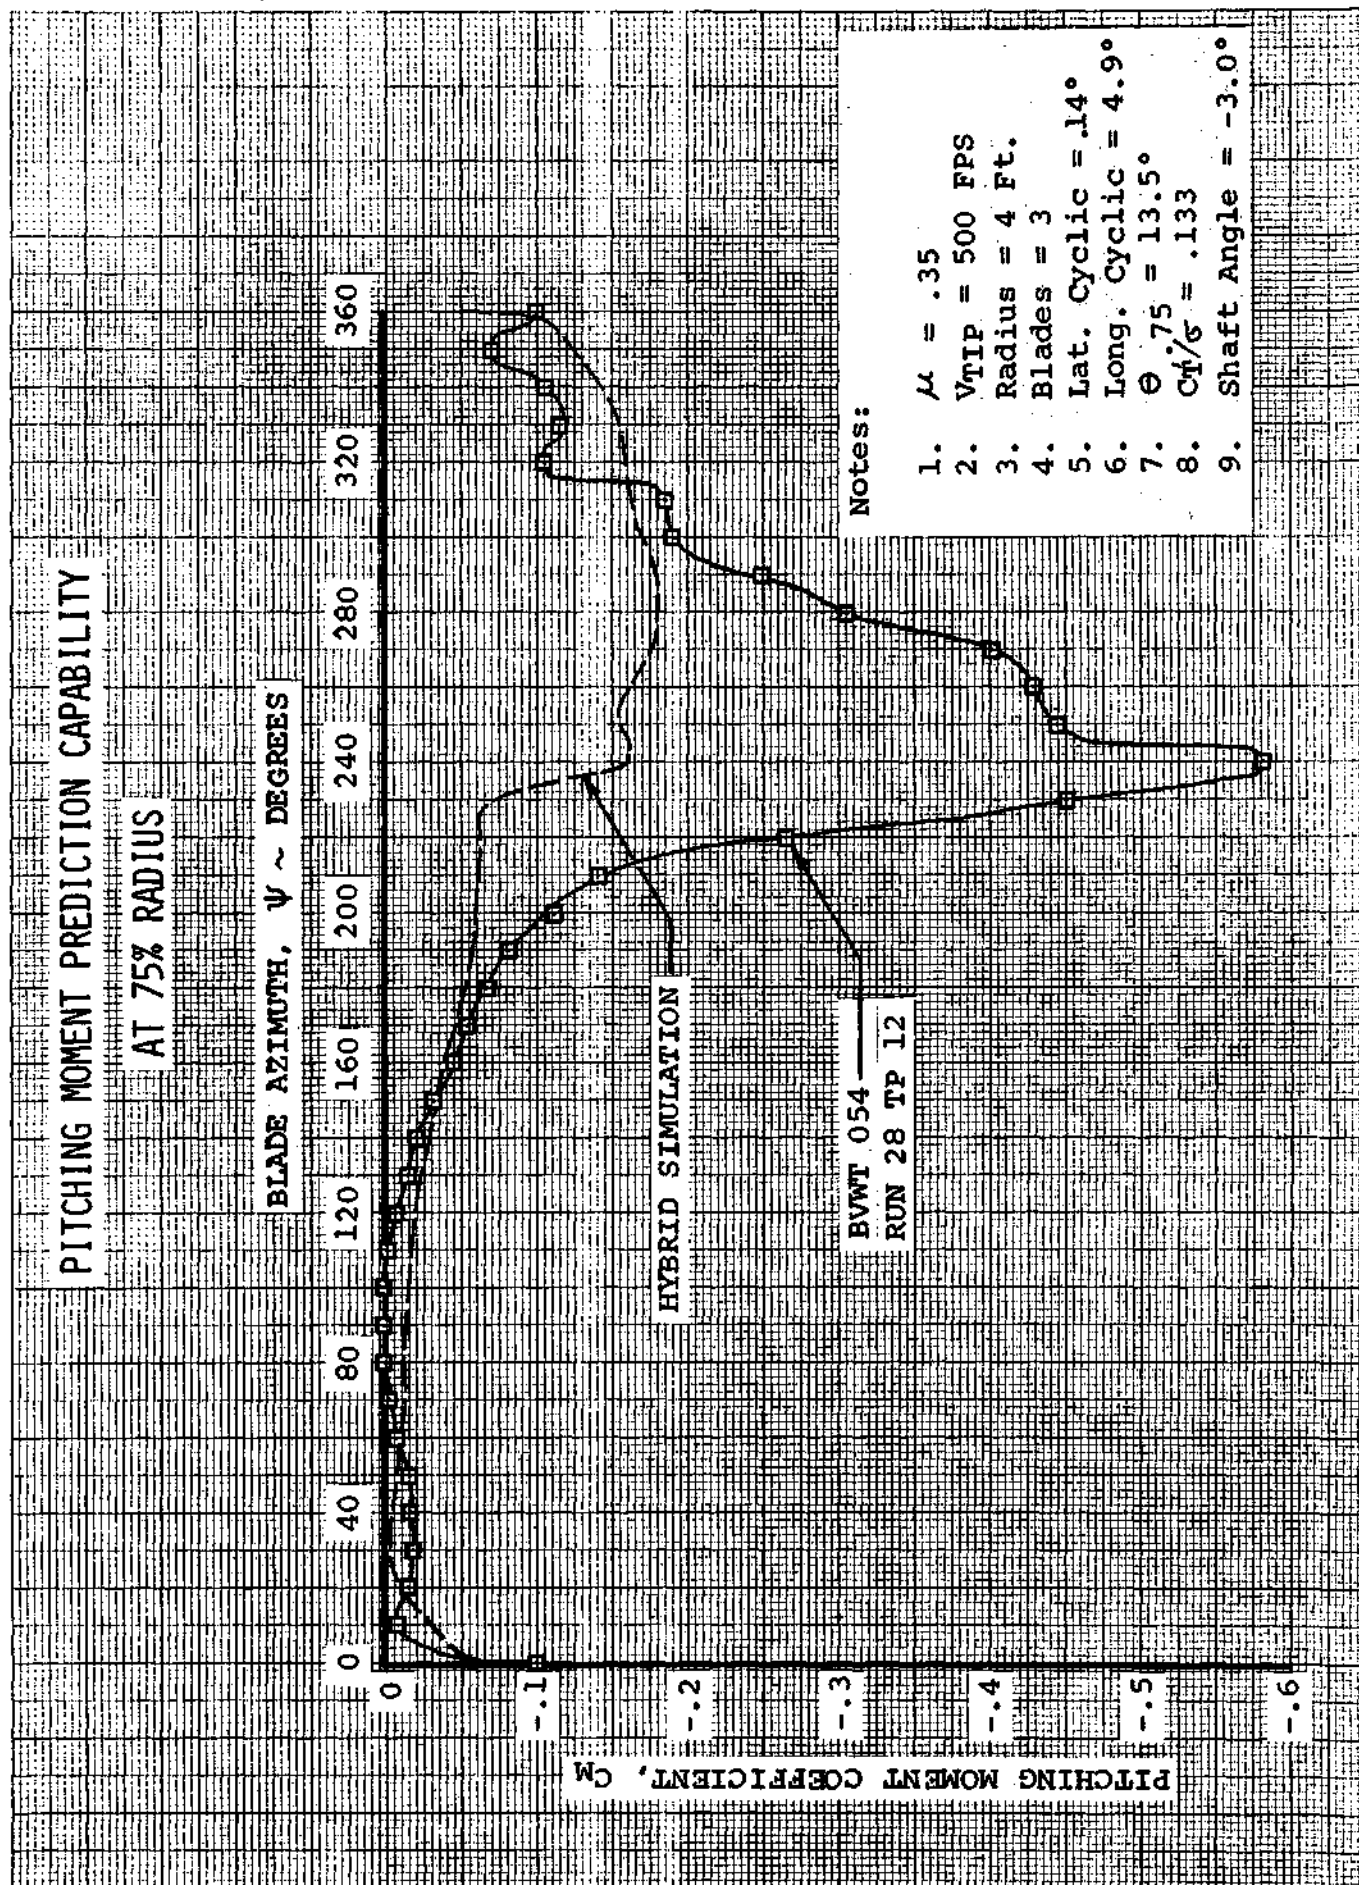 PITCHING MOMENT PREDICTION CAPABILITY
AT 75% RADIUS
BLADE AZIMUTH, Ψ ~ DEGREES
0 40 80 120 160 200 240 280 320 360
0
-.1
-.2
-.3
-.4
-.5
-.6
PITCHING MOMENT COEFFICIENT, CM
HYBRID SIMULATION
BVWT 054
RUN 28 TP 12
Notes:
1. μ = .35
2. VTIP = 500 FPS
3. Radius = 4 Ft.
4. Blades = 3
5. Lat. Cyclic = .14°
6. Long. Cyclic = 4.9°
7. θ.75 = 13.5°
8. CT/σ = .133
9. Shaft Angle = -3.0°